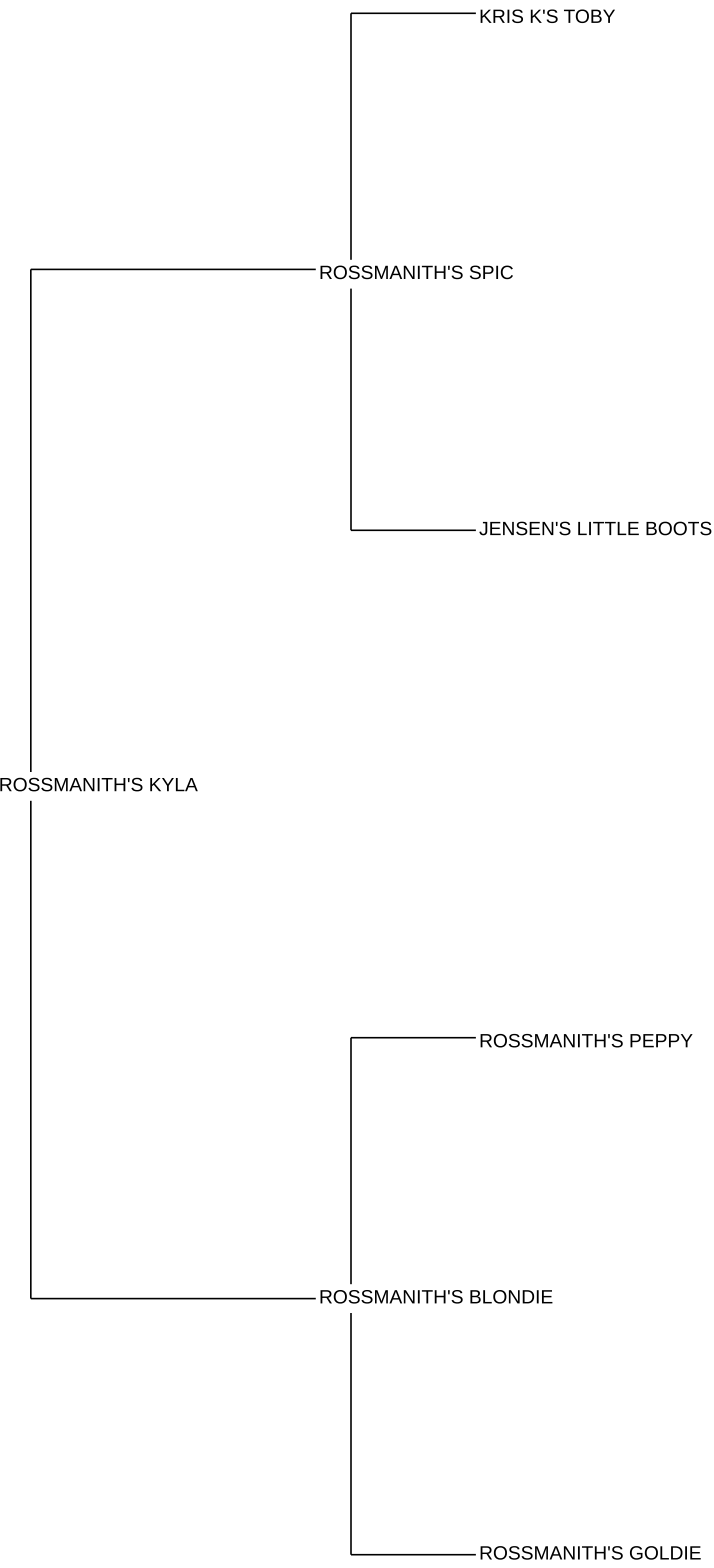 KRIS K'S TOBY
ROSSMANITH'S SPIC
JENSEN'S LITTLE BOOTS
ROSSMANITH'S KYLA
ROSSMANITH'S PEPPY
ROSSMANITH'S BLONDIE
ROSSMANITH'S GOLDIE